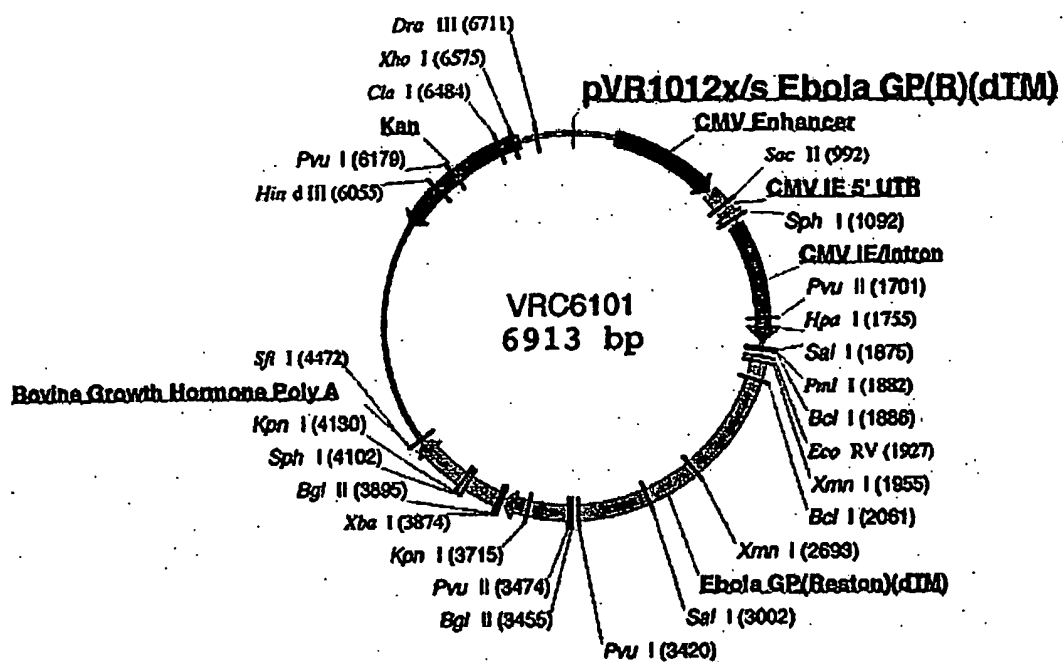 Dra III (6711)
Xho I (6575)
Cla I (6484)
Kan
Pvu I (6179)
Hin d III (6055)
pVR1012x/s Ebola GP(R)(dTM)
CMV Enhancer
Sac II (992)
CMV IE 5' UTR
Sph I (1092)
CMV IE/Intron
Pvu II (1701)
Hpa I (1755)
Sal I (1875)
Pml I (1882)
Bcl I (1886)
Eco RV (1927)
Xmn I (1955)
Bcl I (2061)
Xmn I (2693)
Ebola GP(Reston)(dTM)
Sal I (3002)
Pvu I (3420)
Bgl II (3455)
Pvu II (3474)
Kpn I (3715)
Xba I (3874)
Bgl II (3895)
Sph I (4102)
Kpn I (4130)
Bovine Growth Hormone Poly A
Sfi I (4472)
VRC6101
6913 bp